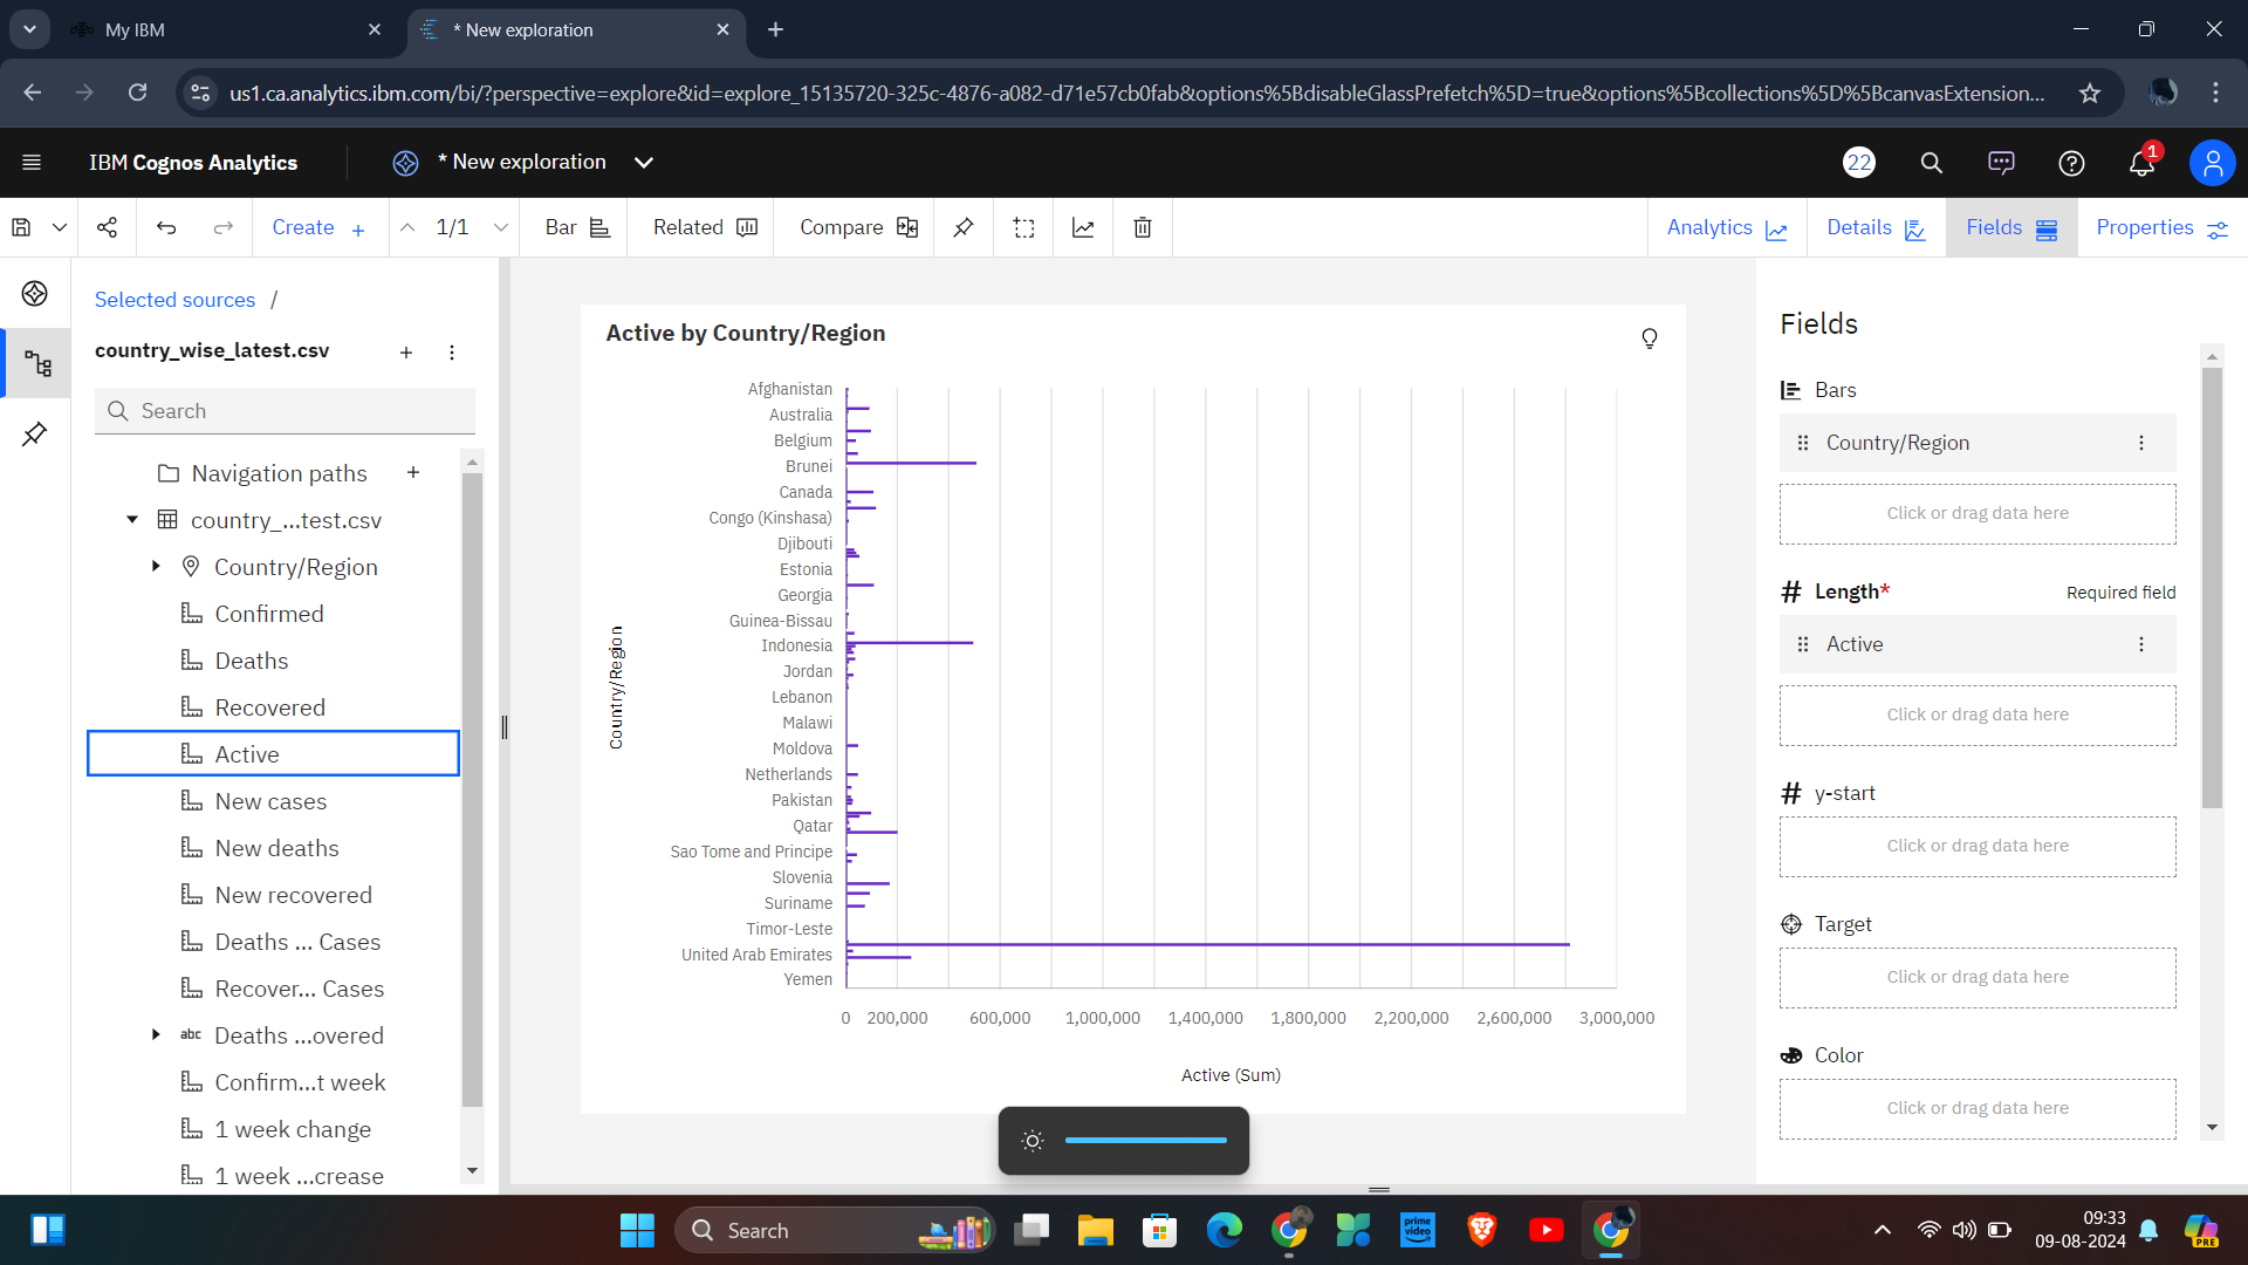 My IBM
* New exploration
us1.ca.analytics.ibm.com/bi/?perspective=explore&id=explore_15135720-325c-4876-a082-d71e57cb0fab&options%5BdisableGlassPrefetch%5D=true&options%5Bcollections%5D%5BcanvasExtension...
IBM Cognos Analytics
* New exploration
22
1
Create +
1/1
Bar
Related
Compare
Analytics
Details
Fields
Properties
Selected sources /
country_wise_latest.csv
Search
Navigation paths
country_...test.csv
Country/Region
Confirmed
Deaths
Recovered
Active
New cases
New deaths
New recovered
Deaths ... Cases
Recover... Cases
abc Deaths ...overed
Confirm...t week
1 week change
1 week ...crease
Active by Country/Region
Country/Region
Afghanistan
Australia
Belgium
Brunei
Canada
Congo (Kinshasa)
Djibouti
Estonia
Georgia
Guinea-Bissau
Indonesia
Jordan
Lebanon
Malawi
Moldova
Netherlands
Pakistan
Qatar
Sao Tome and Principe
Slovenia
Suriname
Timor-Leste
United Arab Emirates
Yemen
0 200,000 600,000 1,000,000 1,400,000 1,800,000 2,200,000 2,600,000 3,000,000
Active (Sum)
Fields
Bars
Country/Region
Click or drag data here
# Length* Required field
Active
Click or drag data here
# y-start
Click or drag data here
Target
Click or drag data here
Color
Click or drag data here
Search
prime video
09:33
09-08-2024
PRE